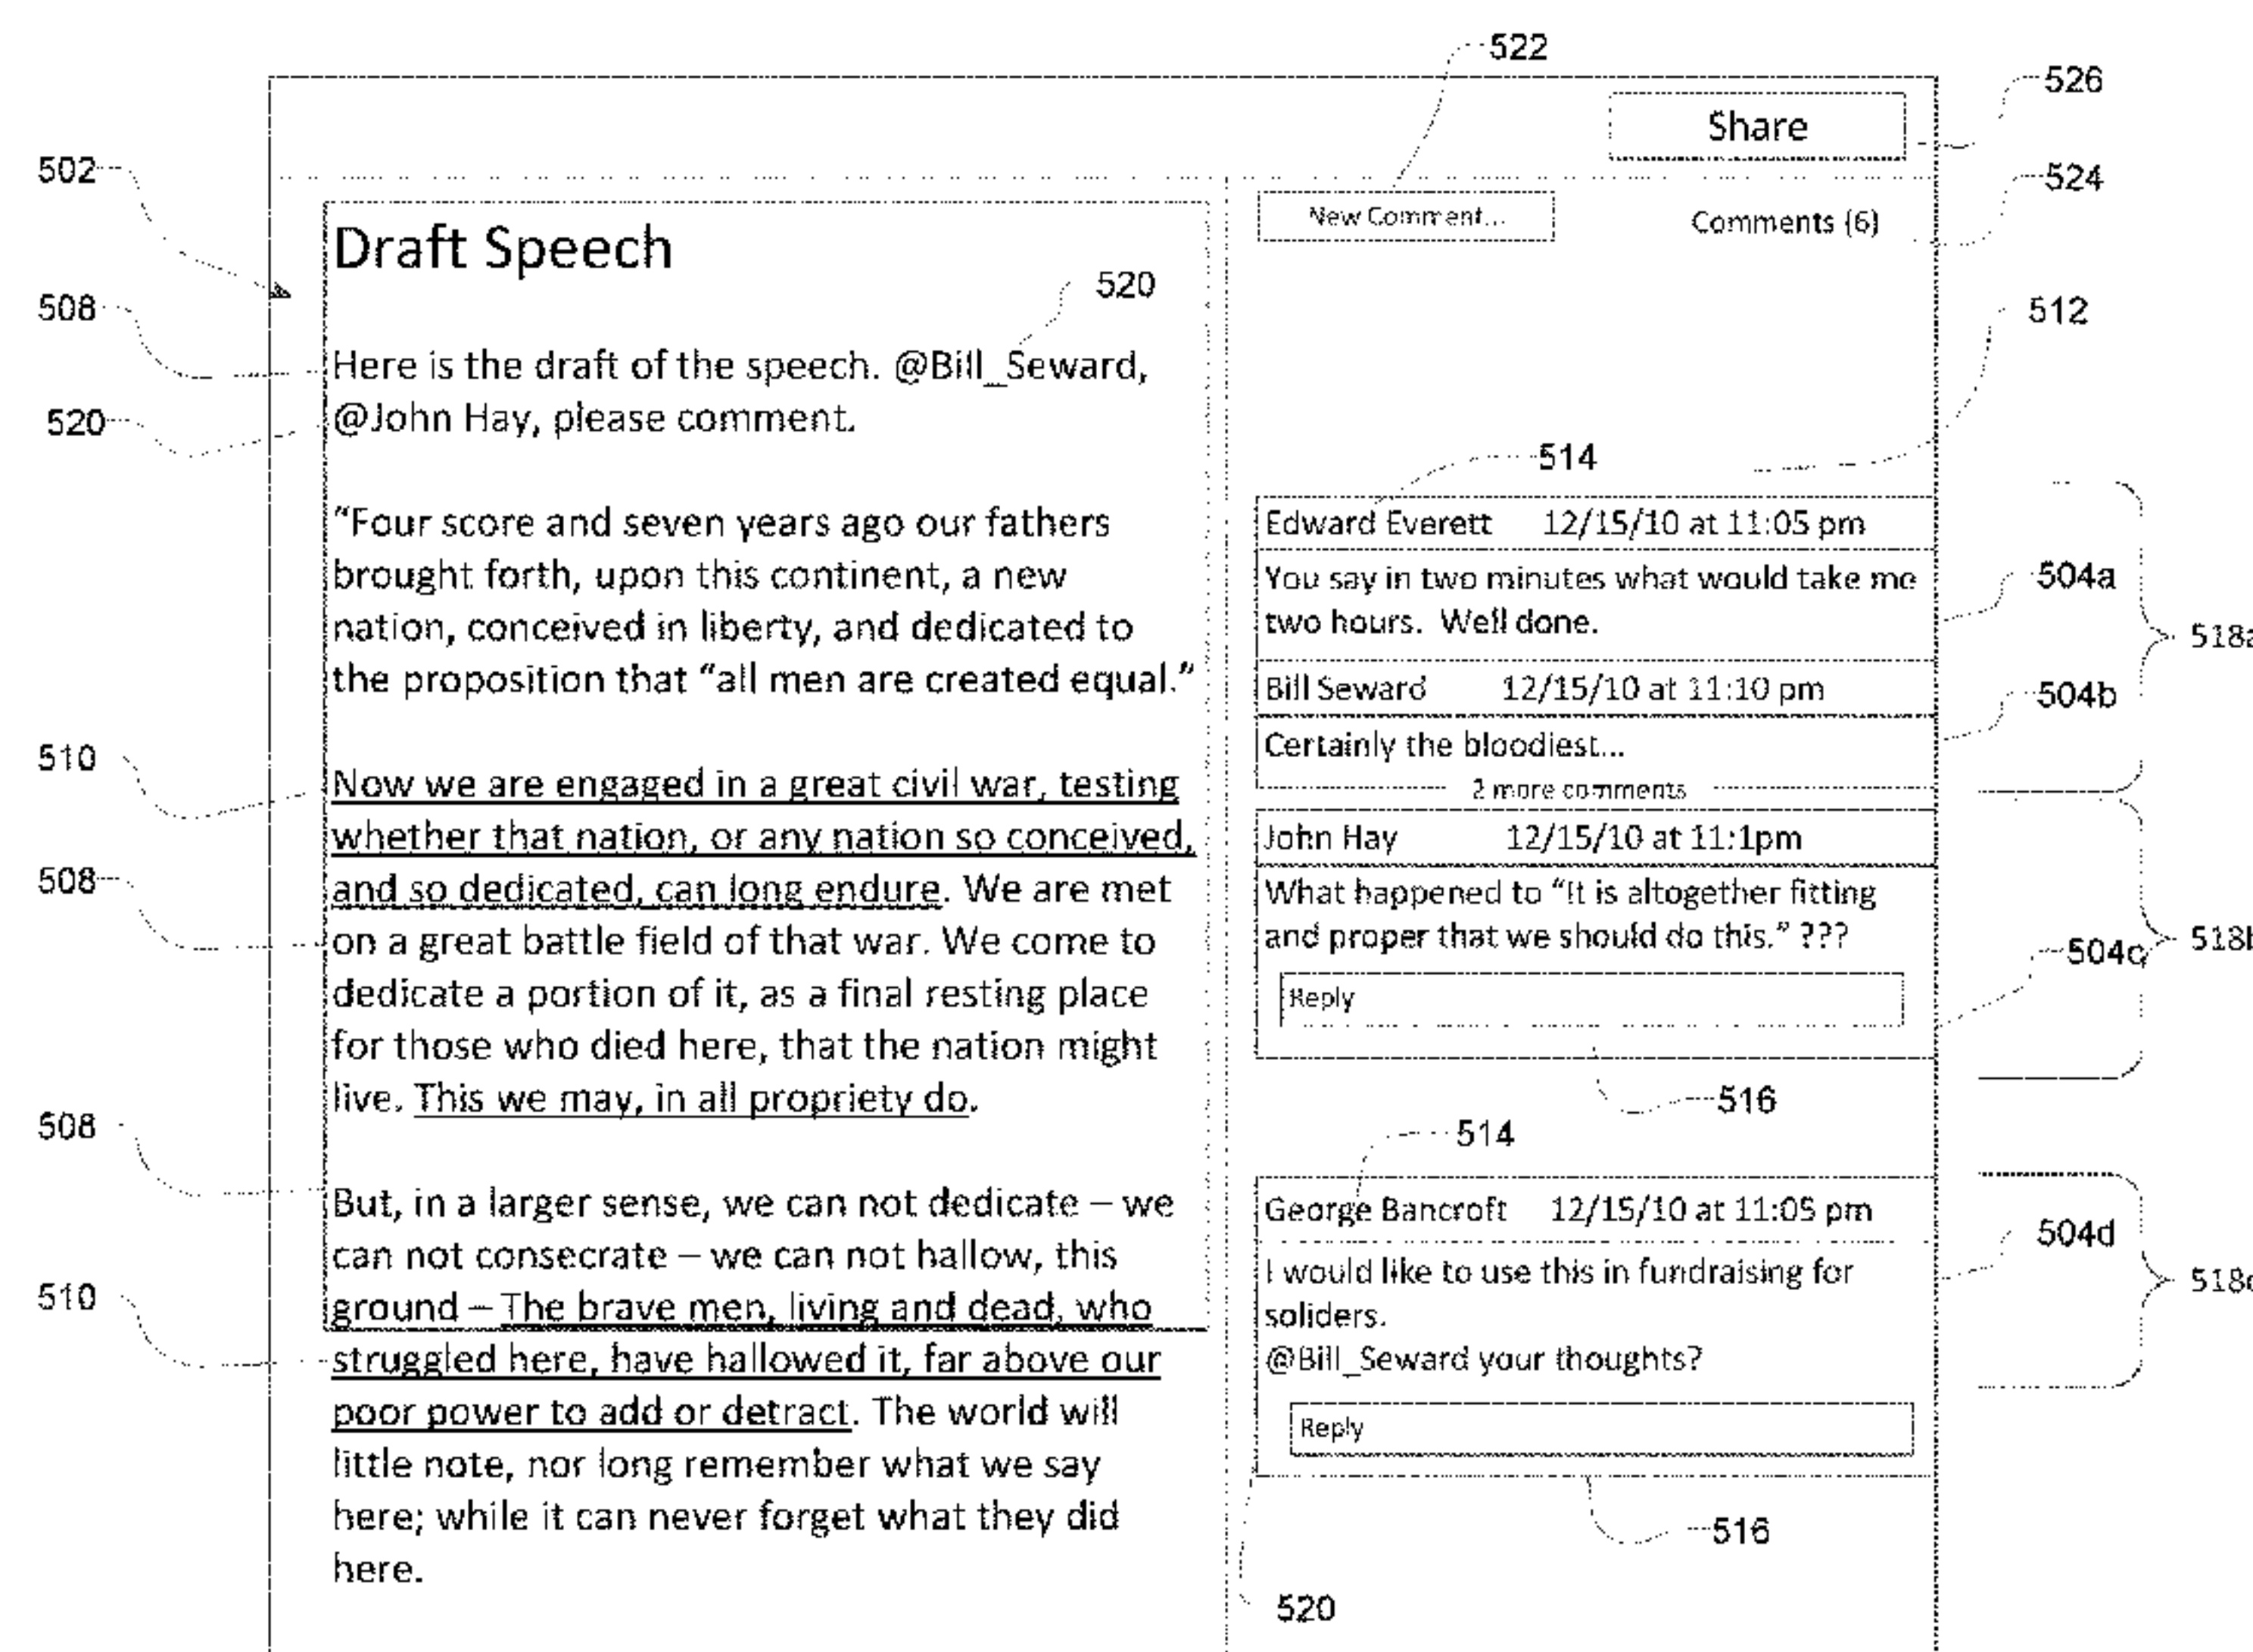 522
526
Share
502
524
New Comment...
Comments (6)
Draft Speech
520
508
512
Here is the draft of the speech. @Bill_Seward,
520
@John Hay, please comment.
514
"Four score and seven years ago our fathers
brought forth, upon this continent, a new
nation, conceived in liberty, and dedicated to
the proposition that "all men are created equal."
Edward Everett 12/15/10 at 11:05 pm
You say in two minutes what would take me
two hours. Well done.
504a
518a
Bill Seward 12/15/10 at 11:10 pm
504b
Certainly the bloodiest...
2 more comments
510
Now we are engaged in a great civil war, testing
whether that nation, or any nation so conceived,
508
and so dedicated, can long endure. We are met
on a great battle field of that war. We come to
dedicate a portion of it, as a final resting place
for those who died here, that the nation might
live. This we may, in all propriety do.
John Hay 12/15/10 at 11:1pm
What happened to "It is altogether fitting
and proper that we should do this." ???
504c
518b
Reply
516
508
514
But, in a larger sense, we can not dedicate – we
can not consecrate – we can not hallow, this
510
ground – The brave men, living and dead, who
struggled here, have hallowed it, far above our
poor power to add or detract. The world will
little note, nor long remember what we say
here; while it can never forget what they did
here.
George Bancroft 12/15/10 at 11:05 pm
504d
I would like to use this in fundraising for
soliders.
518c
@Bill_Seward your thoughts?
Reply
516
520